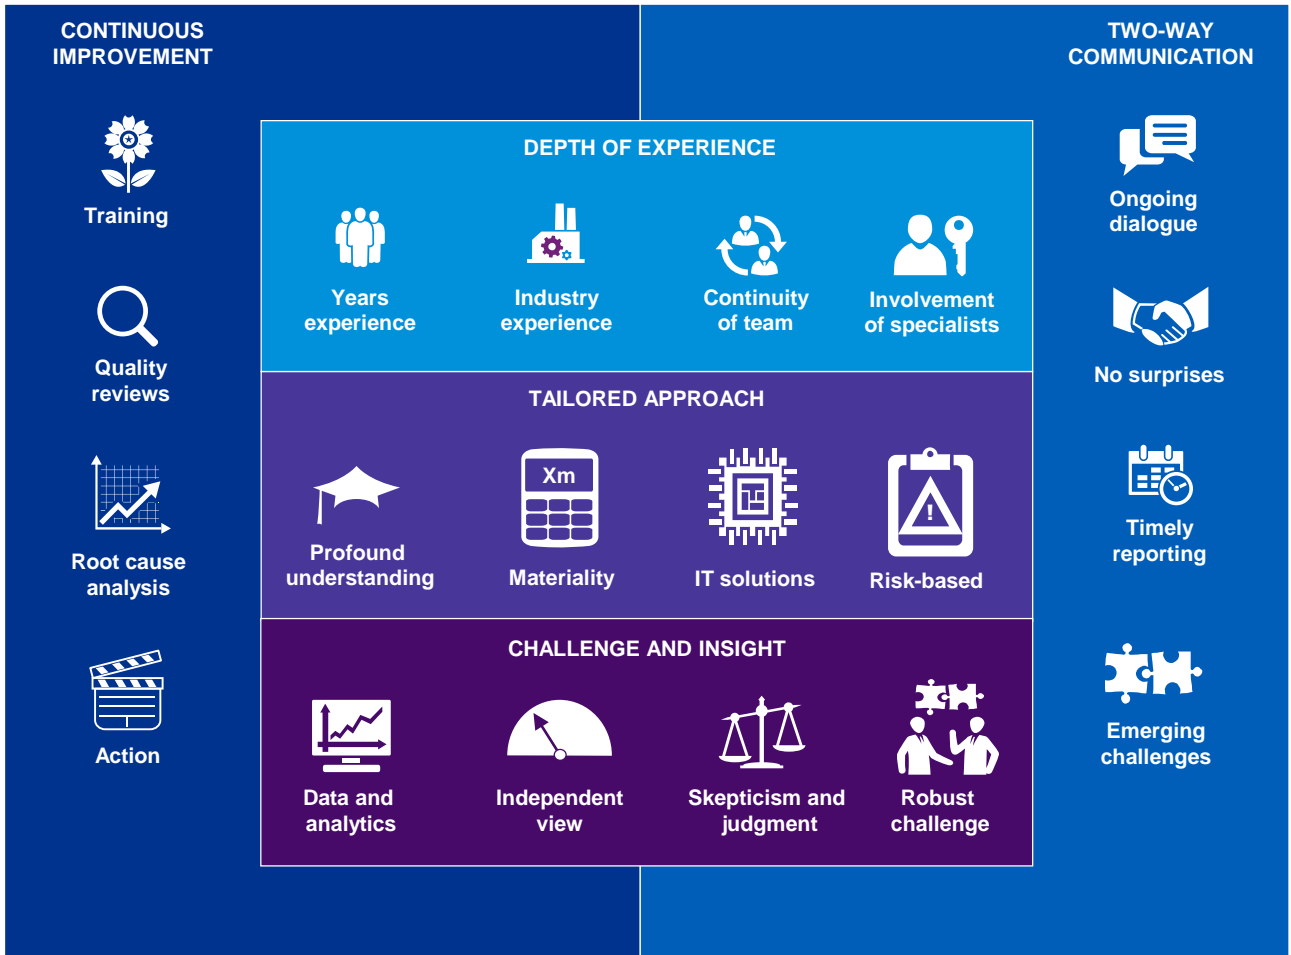 CONTINUOUS
IMPROVEMENT
Training
Quality
reviews
Root cause
analysis
Action
DEPTH OF EXPERIENCE
Years
experience
Industry
experience
Continuity
of team
Involvement
of specialists
TAILORED APPROACH
Profound
understanding
Xm
Materiality
IT solutions
!
Risk-based
CHALLENGE AND INSIGHT
Data and
analytics
Independent
view
Skepticism and
judgment
Robust
challenge
TWO-WAY
COMMUNICATION
Ongoing
dialogue
No surprises
Timely
reporting
Emerging
challenges